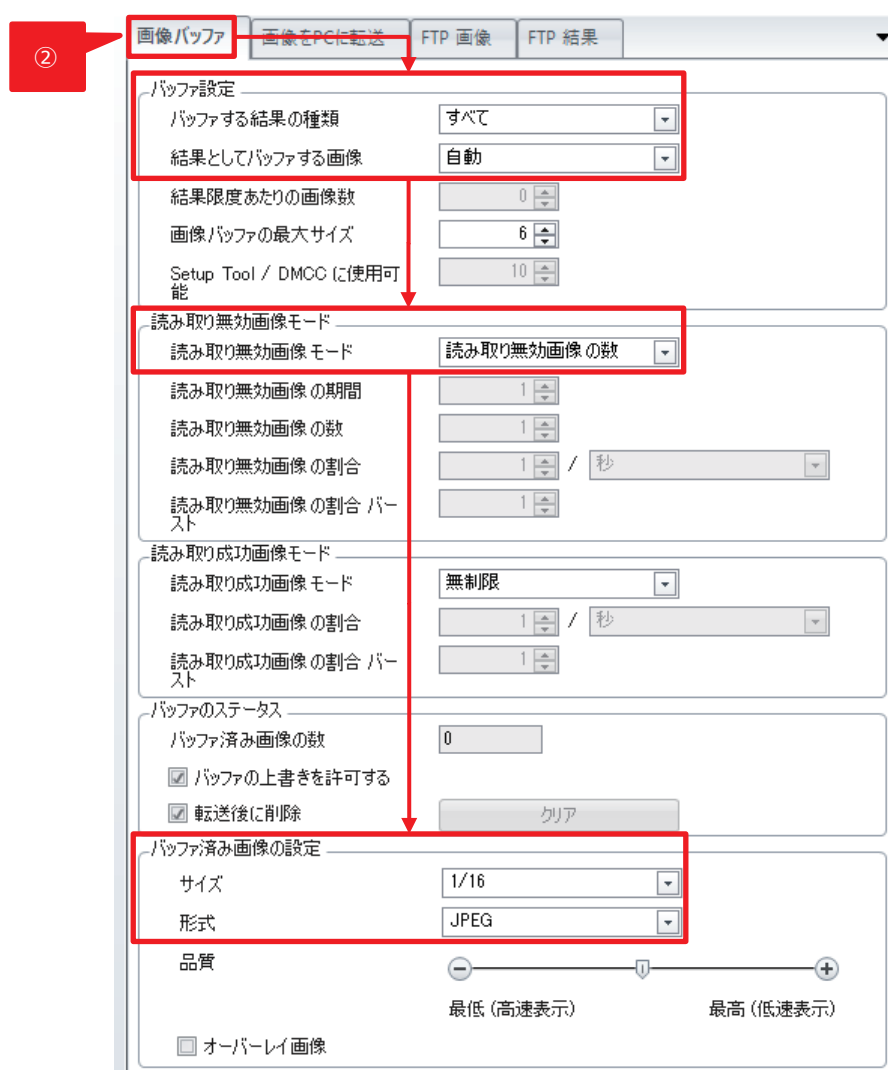 ②
画像バッファ 画像をPCに転送 FTP 画像 FTP 結果
バッファ設定
バッファする結果の種類 すべて
結果としてバッファする画像 自動
結果限度あたりの画像数 0
画像バッファの最大サイズ 6
Setup Tool / DMCC に使用可 10
能
読み取り無効画像モード
読み取り無効画像モード 読み取り無効画像の数
読み取り無効画像の期間 1
読み取り無効画像の数 1
読み取り無効画像の割合 1 / 秒
読み取り無効画像の割合 バー 1
スト
読み取り成功画像モード
読み取り成功画像モード 無制限
読み取り成功画像の割合 1 / 秒
読み取り成功画像の割合 バー 1
スト
バッファのステータス
バッファ済み画像の数 0
バッファの上書きを許可する
転送後に削除 クリア
バッファ済み画像の設定
サイズ 1/16
形式 JPEG
品質
最低 (高速表示) 最高 (低速表示)
オーバーレイ画像